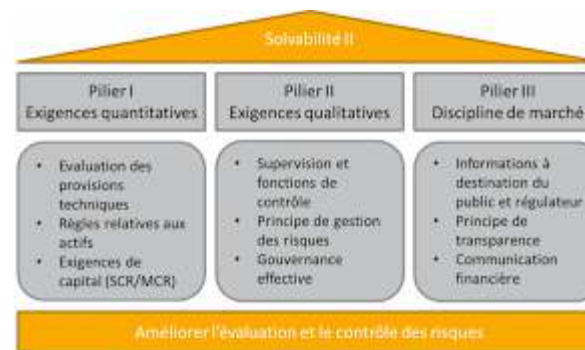 Solvabilité II
Pilier I
Exigences quantitatives
Pilier II
Exigences qualitatives
Pilier III
Discipline de marché
• Evaluation des
provisions
techniques
• Règles relatives aux
actifs
• Exigences de
capital (SCR/MCR)
• Supervision et
fonctions de
contrôle
• Principe de gestion
des risques
• Gouvernance
effective
• Informations à
destination du
public et régulateur
• Principe de
transparence
• Communication
financière
Améliorer l'évaluation et le contrôle des risques